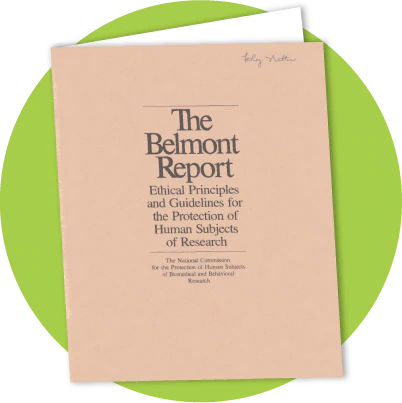 The
Belmont
Report
Ethical Principles
and Guidelines for
the Protection of
Human Subjects
of Research
The National Commission
for the Protection of Human Subjects
of Biomedical and Behavioral
Research